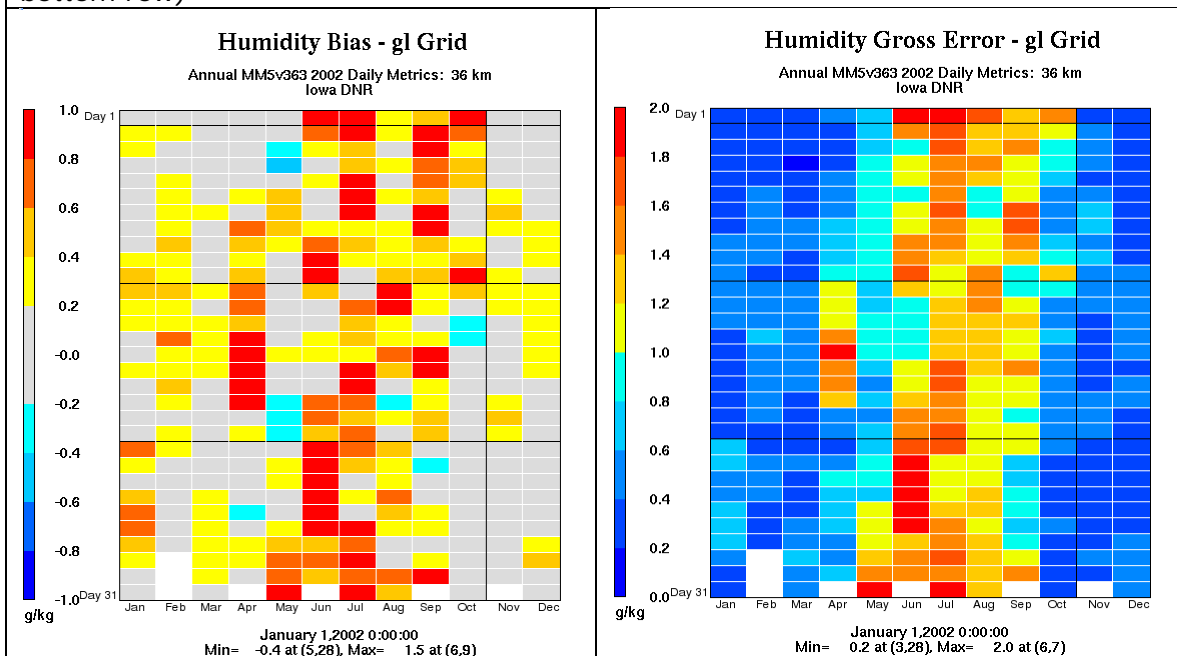 bottom row)
Humidity Bias - gl Grid
Annual MM5v363 2002 Daily Metrics: 36 km
Iowa DNR
1.0
0.8
0.6
0.4
0.2
-0.0
-0.2
-0.4
-0.6
-0.8
-1.0
g/kg
Day 1
Day 31
Jan Feb Mar Apr May Jun Jul Aug Sep Oct Nov Dec
January 1,2002 0:00:00
Min= -0.4 at (5,28), Max= 1.5 at (6,9)
Humidity Gross Error - gl Grid
Annual MM5v363 2002 Daily Metrics: 36 km
Iowa DNR
2.0
1.8
1.6
1.4
1.2
1.0
0.8
0.6
0.4
0.2
0.0
g/kg
Day 1
Day 31
Jan Feb Mar Apr May Jun Jul Aug Sep Oct Nov Dec
January 1,2002 0:00:00
Min= 0.2 at (3,28), Max= 2.0 at (6,7)